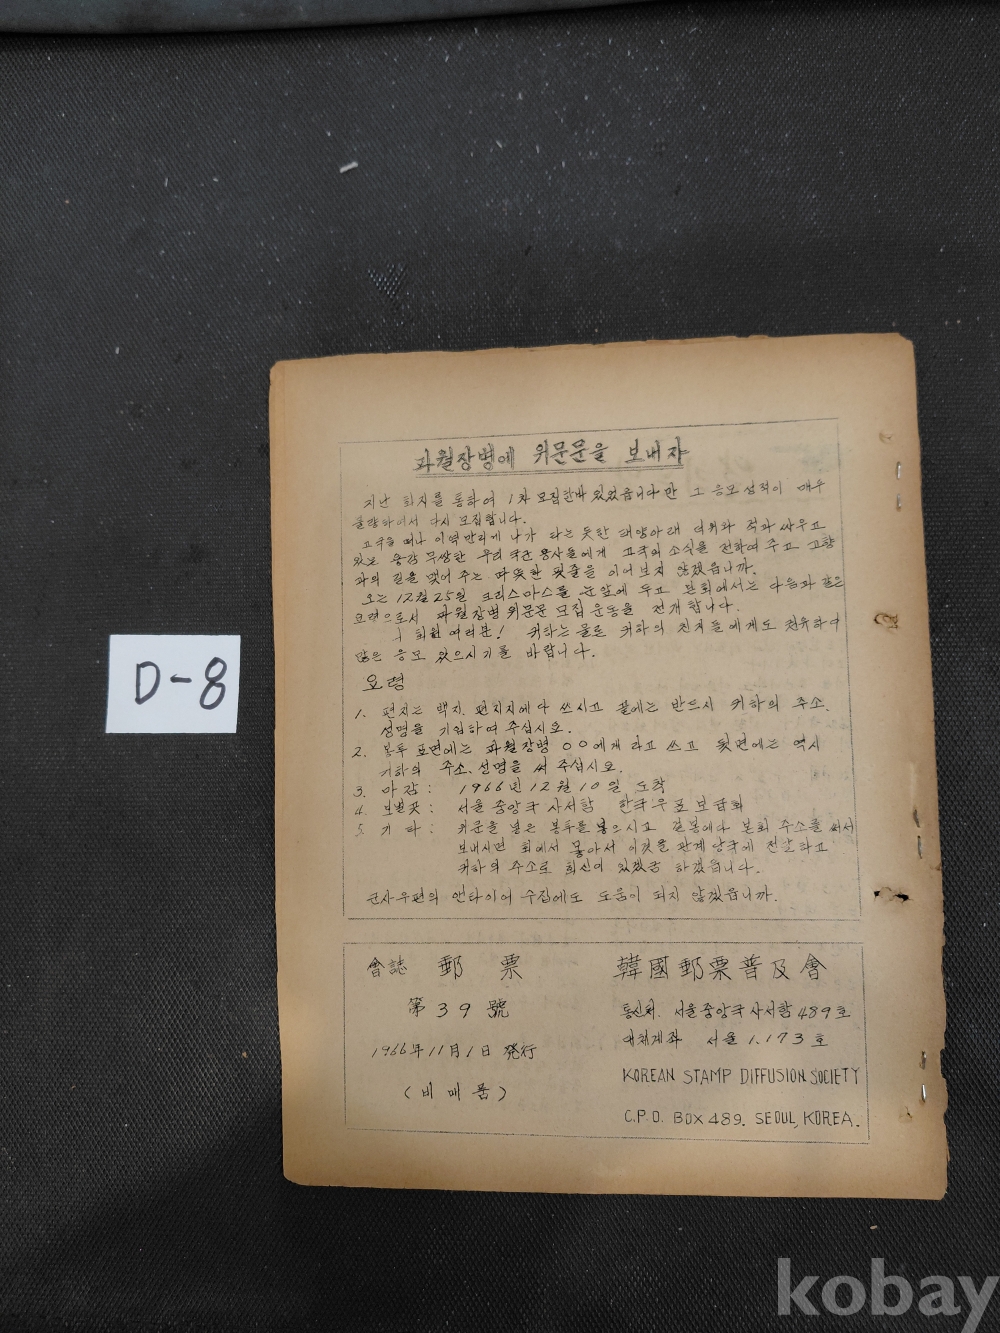 파월장병에 위문문을 보내자
지난 회지를 통하여 1차 모집한바 있었읍니다만 그 응모성적이 매우
불량하여서 다시 모집합니다.
고국을 떠나 이역만리에 나가 타는 듯한 태양아래 더위와 적과 싸우고
있는 용감무쌍한 우리 국군 용사들에게 고국의 소식을 전하여 주고 고향
과의 길을 맺어 주는 따뜻한 핏줄을 이어보지 않겠읍니까.
오는 12월 25일 크리스마스를 눈앞에 두고 본회에서는 다음과 같은
요령으로서 파월장병 위문문 모집 운동을 전개합니다.
회원 여러분! 귀하는 물론 귀하의 친지들에게도 권유하여
많은 응모 있으시기를 바랍니다.
요령
1. 편지는 백지, 편지지에다 쓰시고 끝에는 반드시 귀하의 주소.
성명을 기입하여 주십시오.
2. 봉투 표면에는 파월장병 ○○에게 라고 쓰고 뒷면에는 역시
귀하의 주소, 성명을 써 주십시오.
3. 마감: 1966년 12월 10일 도착
4. 보낼곳: 서울 중앙국 사서함 한국우표보급회
5. 기타: 위문문을 넣은 봉투를 넣으시고 겉봉에다 본회 주소를 써서
보내시면 회에서 모아서 이것을 관계당국에 전달하고
귀하의 주소로 회신이 있겠금 하겠읍니다.
군사우편의 앤타이어 수집에도 도움이 되지 않겠읍니까.
會誌 郵票
第39號
1966年11月1日 発行
(비매품)
韓國郵票普及會
통신처. 서울중앙국사서함 489호
대체계좌 서울 1.173호
KOREAN STAMP DIFFUSION SOCIETY
C.P.O. BOX 489. SEOUL, KOREA.
D-8
kobay